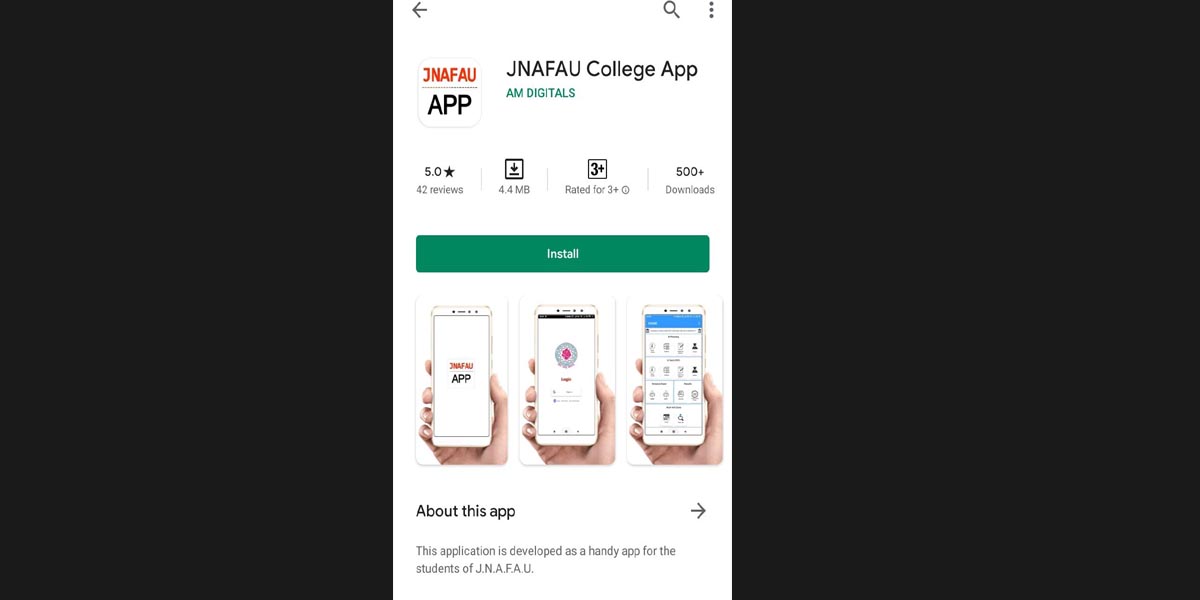 JNAFAU
APP
JNAFAU College App
AM DIGITALS
5.0★
42 reviews
4.4 MB
3+
Rated for 3+
500+
Downloads
Install
JNAFAU
APP
Login
About this app
This application is developed as a handy app for the
students of J.N.A.F.A.U.